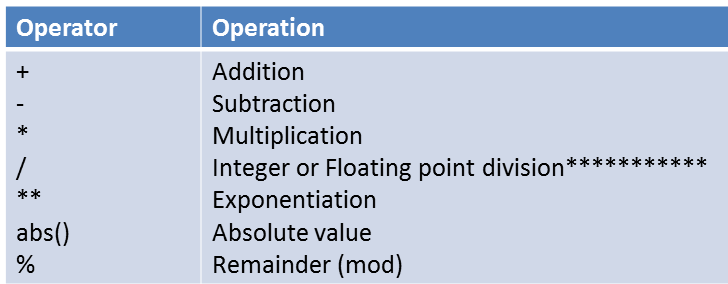 Operator Operation
+ Addition
- Subtraction
* Multiplication
/ Integer or Floating point division***********
** Exponentiation
abs() Absolute value
% Remainder (mod)